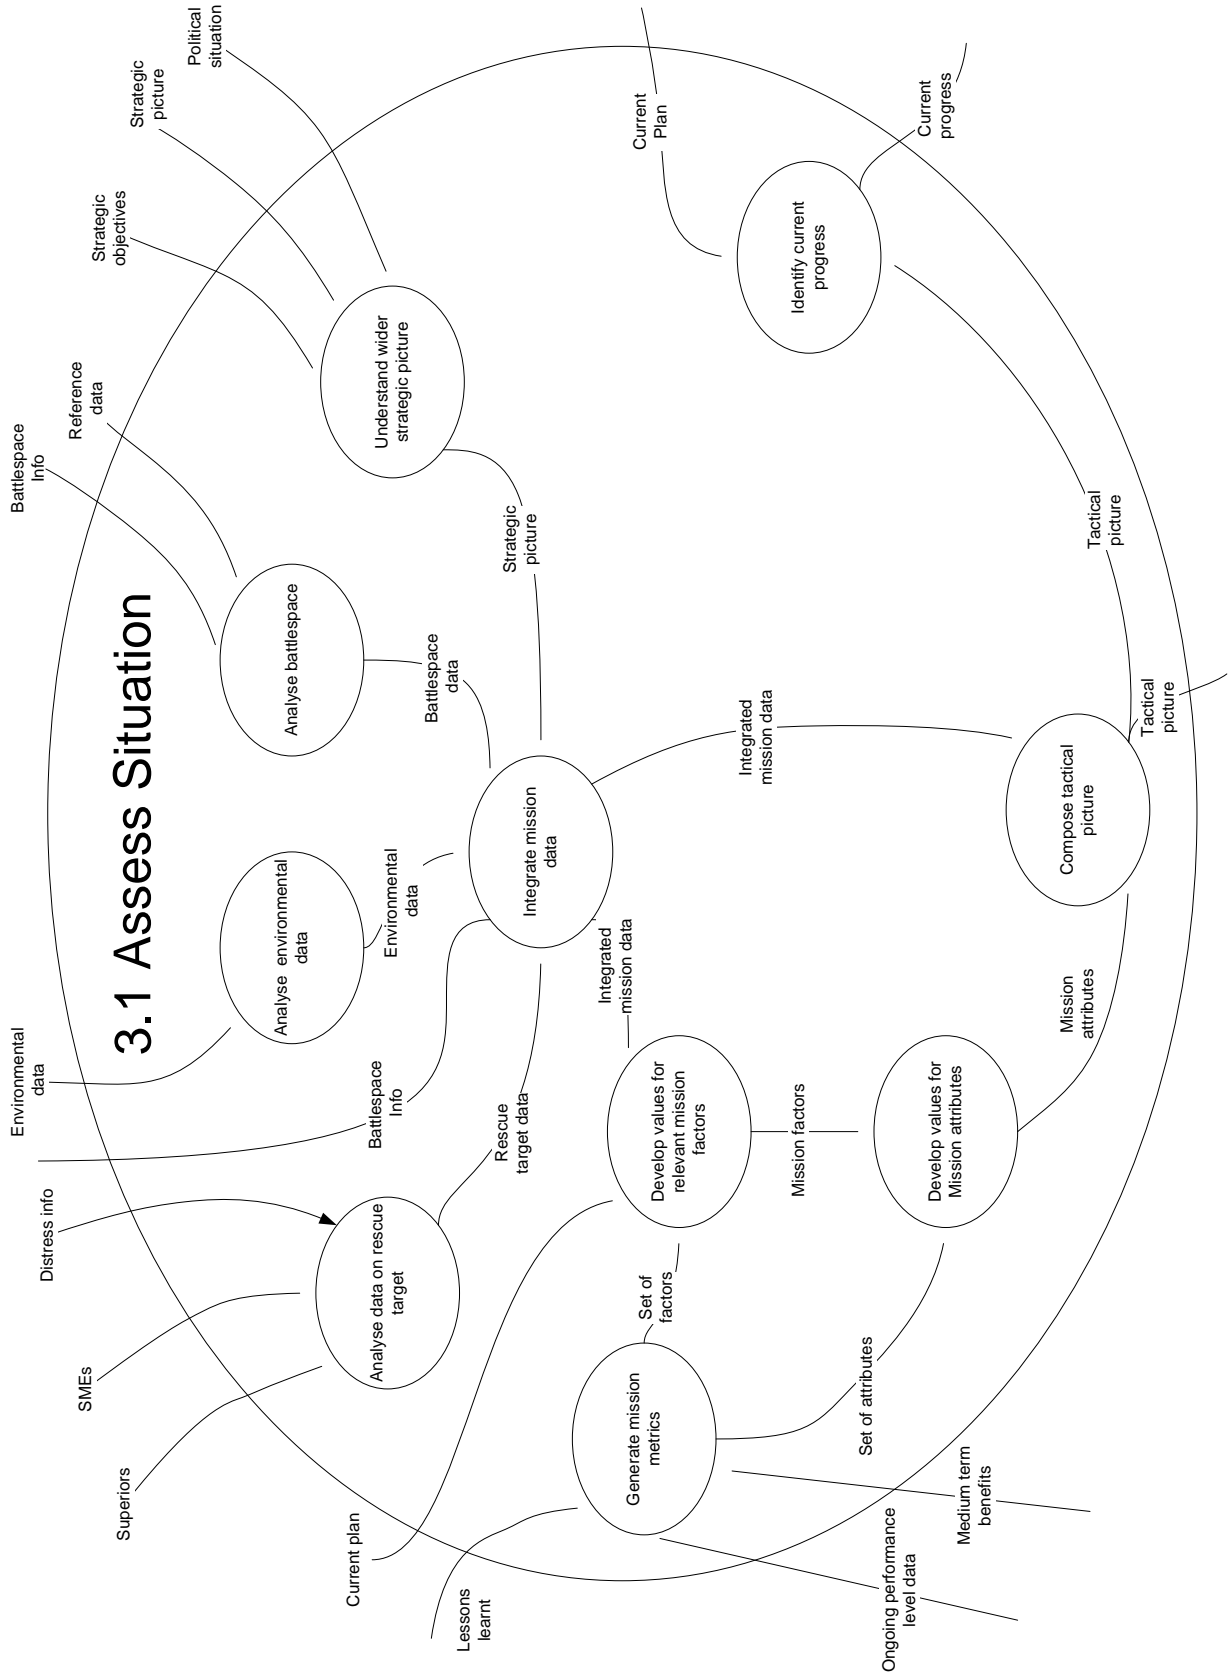 3.1 Assess Situation
Superiors
SMEs
Distress info
Environmental
data
Battlespace
Info
Reference
data
Strategic
objectives
Strategic
picture
Political
situation
Current plan
Analyse data on rescue
target
Battlespace
Info
Analyse  environmental
data
Environmental
data
Analyse battlespace
Battlespace
data
Understand wider
strategic picture
Strategic
picture
Rescue
target data
Integrate mission
data
Integrated
mission data
Integrated
mission data
Lessons
learnt
Generate mission
metrics
Set of
factors
Develop values for
relevant mission
factors
Mission factors
Current
Plan
Identify current
progress
Current
progress
Set of attributes
Develop values for
Mission attributes
Ongoing performance
level data
Medium term
benefits
Mission
attributes
Compose tactical
picture
Tactical
picture
Tactical
picture